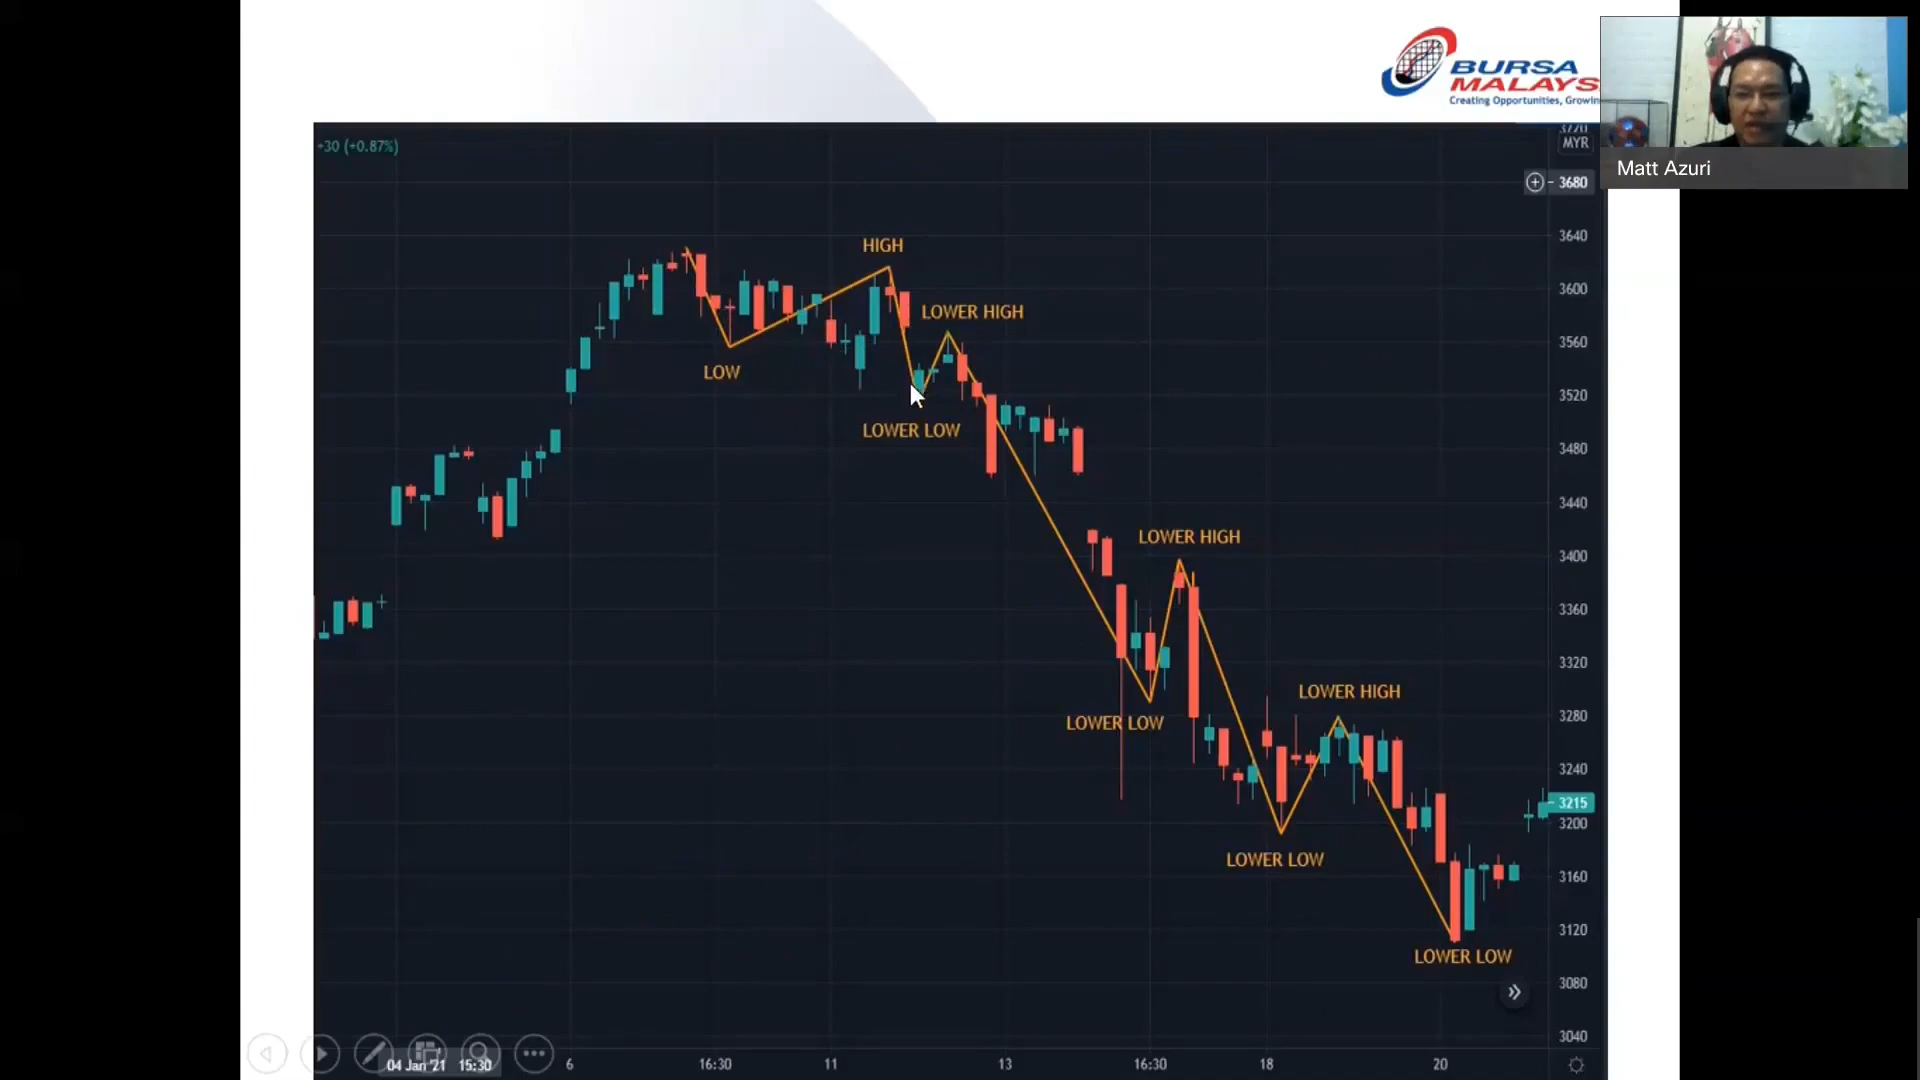 BURSA
MALAYS
Creating Opportunities, Growin
Matt Azuri
+30 (+0.87%)
MYR
3680
3640
HIGH
3600
LOWER HIGH
3560
LOW
3520
LOWER LOW
3480
3440
LOWER HIGH
3400
3360
3320
LOWER HIGH
3280
LOWER LOW
3240
3215
3200
LOWER LOW
3160
3120
LOWER LOW
3080
3040
04 Jan '21 15:30 6 16:30 11 13 16:30 18 20